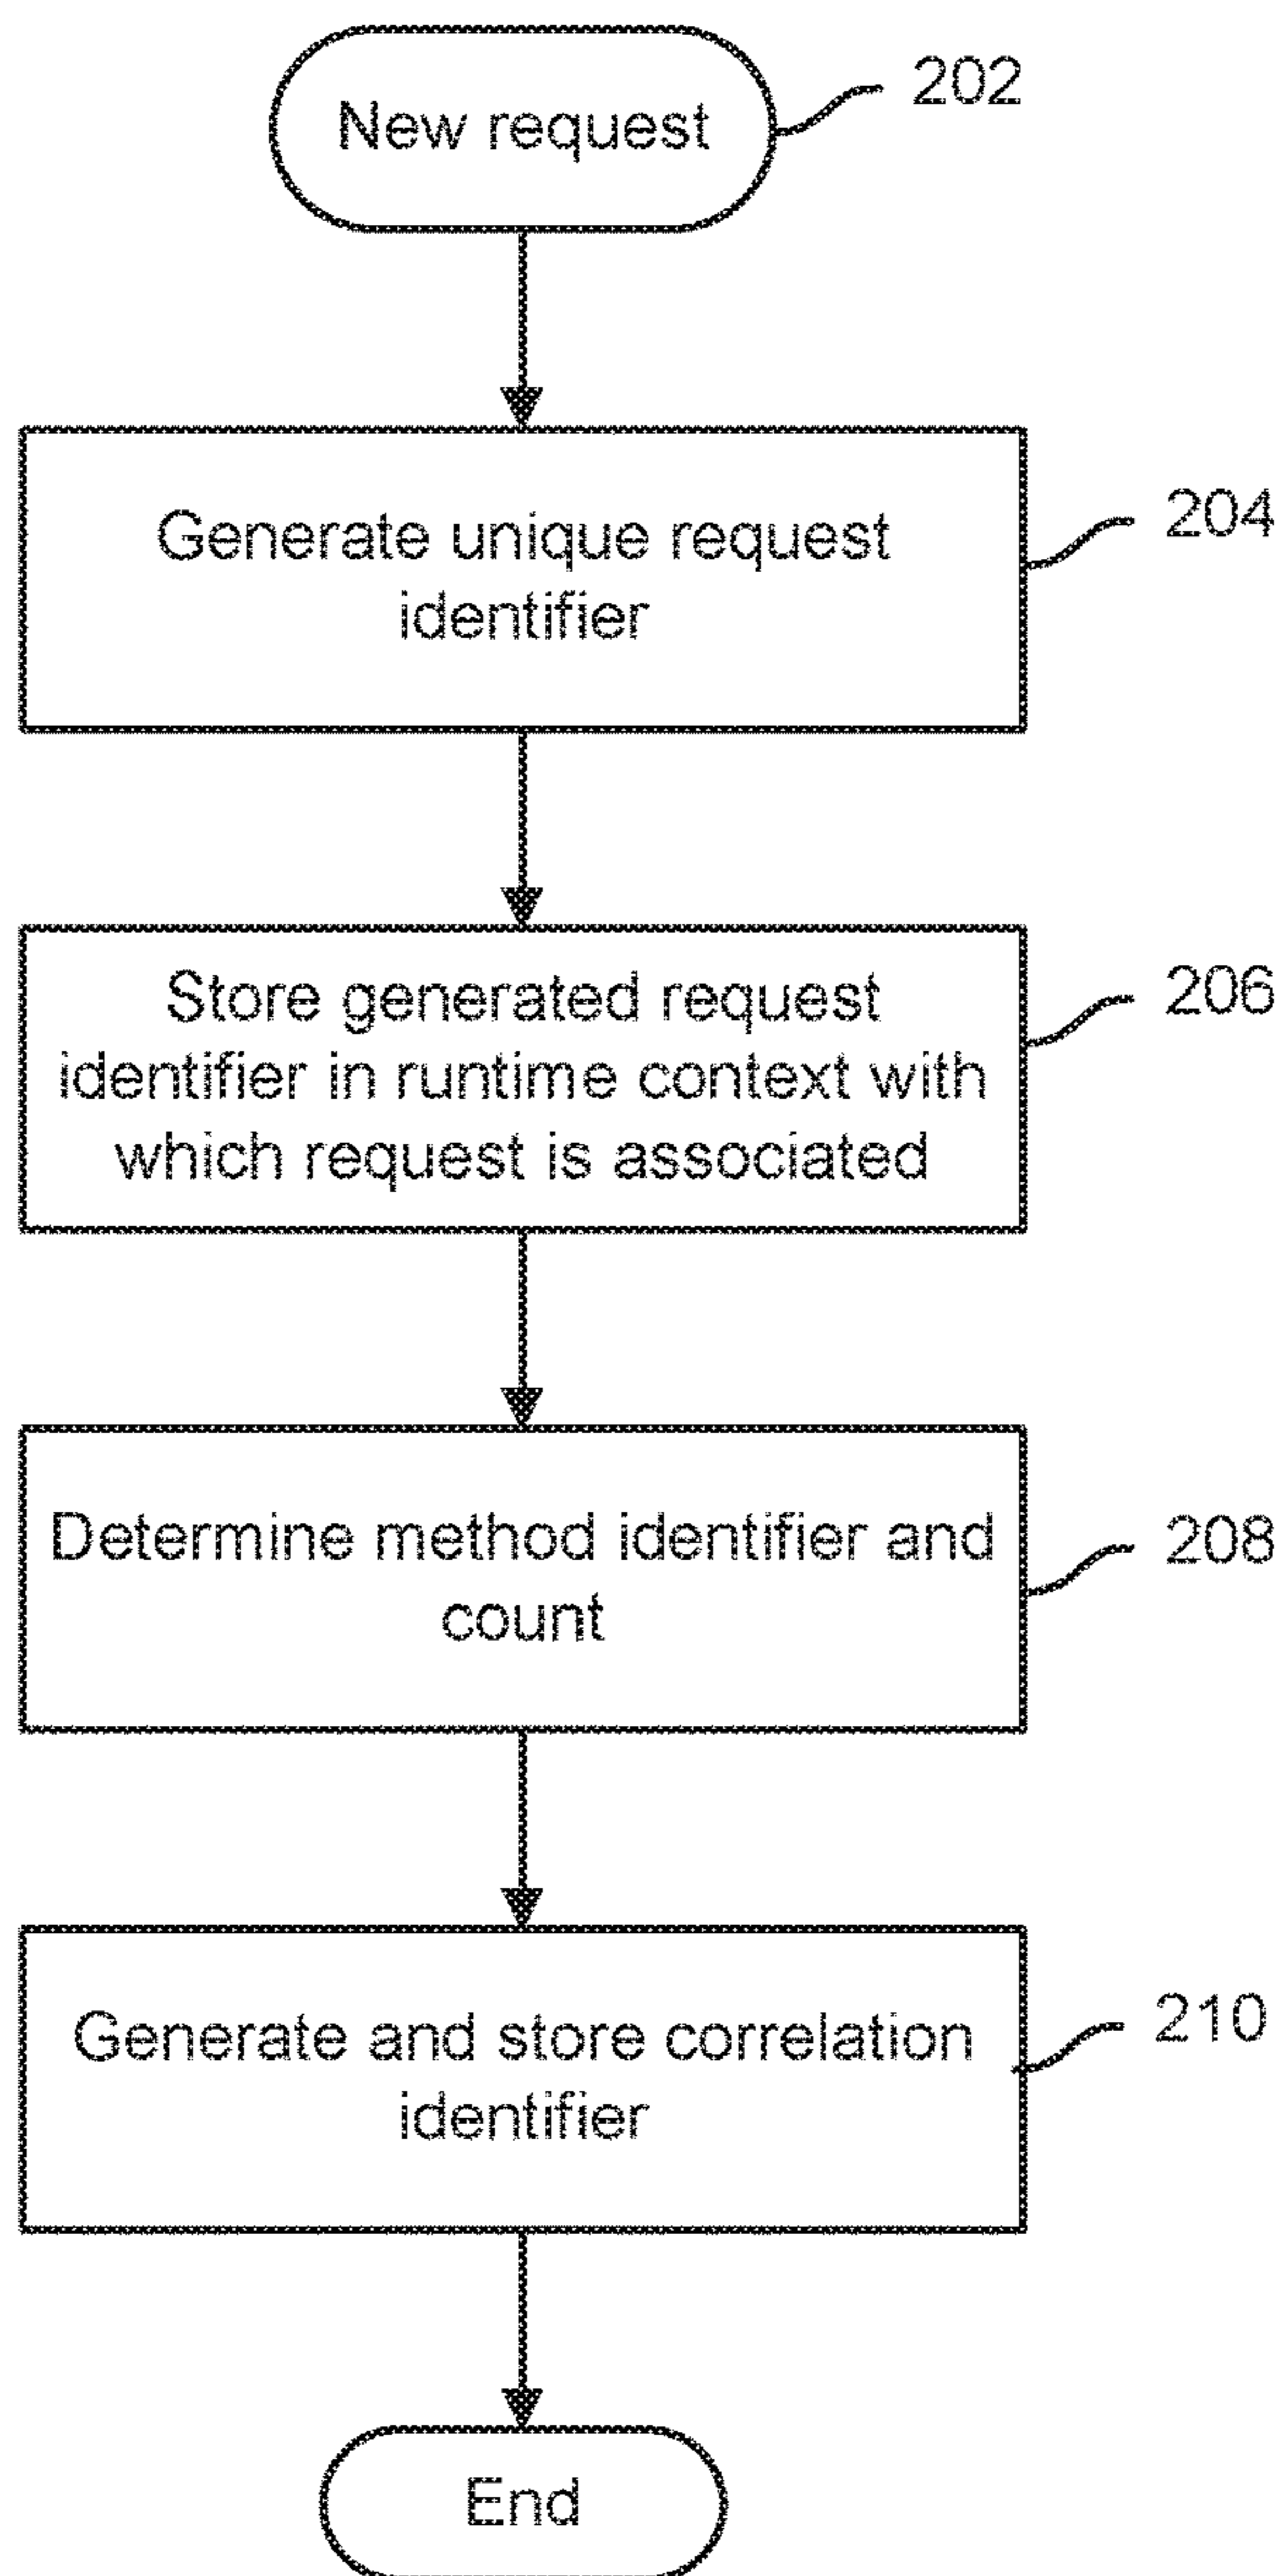 New request
202
Generate unique request
identifier
204
Store generated request
identifier in runtime context with
which request is associated
206
Determine method identifier and
count
208
Generate and store correlation
identifier
210
End